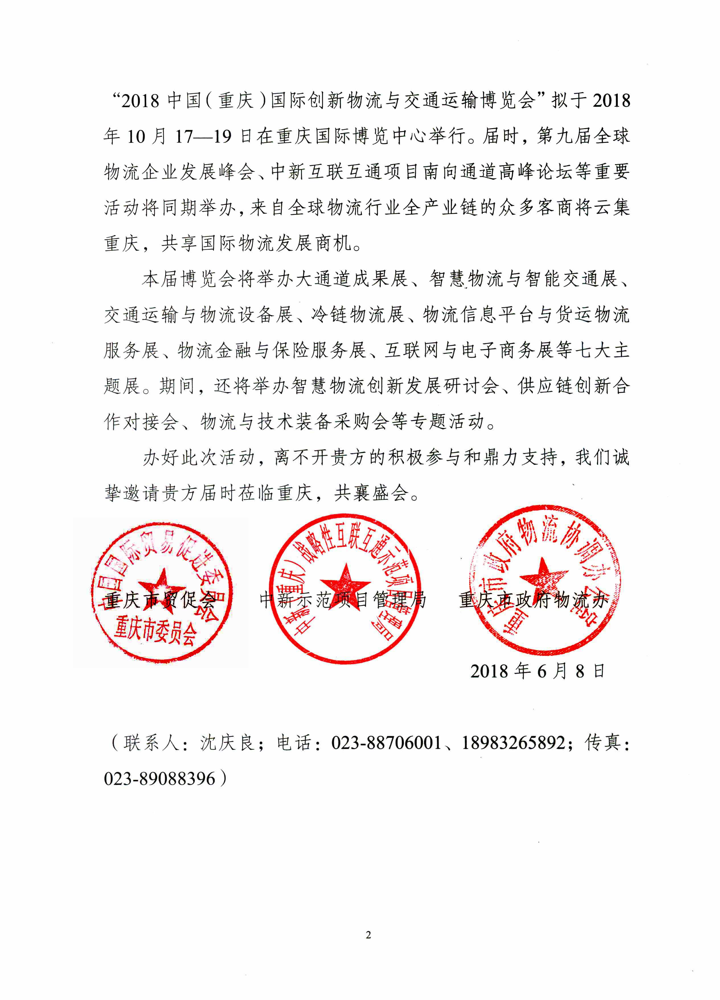 “2018 中国（重庆）国际创新物流与交通运输博览会”拟于 2018
年 10 月 17—19 日在重庆国际博览中心举行。届时，第九届全球
物流企业发展峰会、中新互联互通项目南向通道高峰论坛等重要
活动将同期举办，来自全球物流行业全产业链的众多客商将云集
重庆，共享国际物流发展商机。
本届博览会将举办大通道成果展、智慧物流与智能交通展、
交通运输与物流设备展、冷链物流展、物流信息平台与货运物流
服务展、物流金融与保险服务展、互联网与电子商务展等七大主
题展。期间，还将举办智慧物流创新发展研讨会、供应链创新合
作对接会、物流与技术装备采购会等专题活动。
办好此次活动，离不开贵方的积极参与和鼎力支持，我们诚
挚邀请贵方届时莅临重庆，共襄盛会。
中国国际贸易促进委员会
重庆市委员会
中新（重庆）战略性互联互通示范项目管理局
重庆市政府物流协调办公室
重庆市贸促会 中新示范项目管理局 重庆市政府物流办
2018 年 6 月 8 日
（联系人：沈庆良；电话：023-88706001、18983265892；传真：
023-89088396）
2